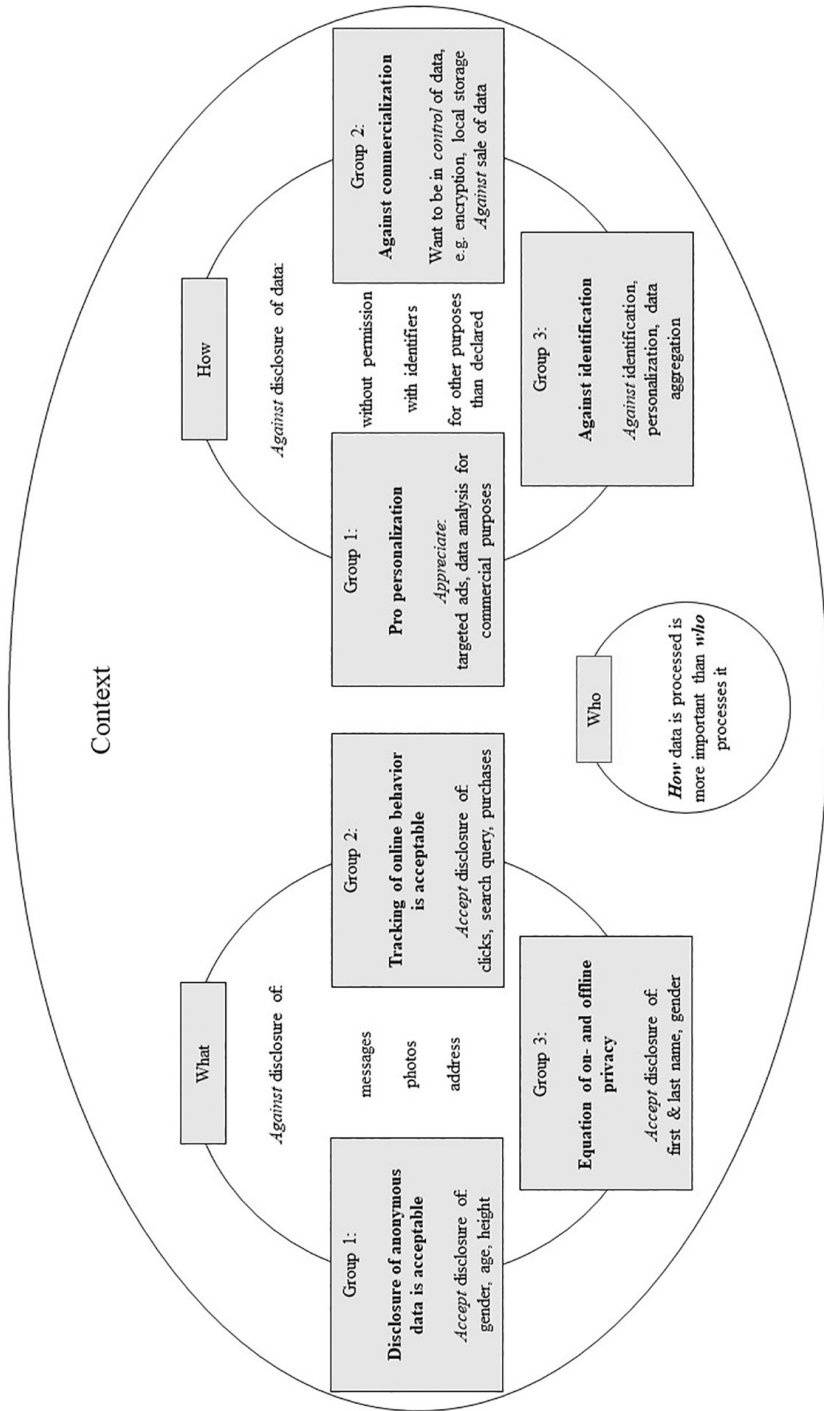 Context
What
Against disclosure of:
messages
photos
address
Group 1:
Disclosure of anonymous
data is acceptable
Accept disclosure of:
gender, age, height
Group 2:
Tracking of online behavior
is acceptable
Accept disclosure of:
clicks, search query, purchases
Group 3:
Equation of on- and offline
privacy
Accept disclosure of:
first & last name, gender
How
Against disclosure of data:
without permission
with identifiers
for other purposes
than declared
Group 1:
Pro personalization
Appreciate:
targeted ads, data analysis for
commercial purposes
Group 2:
Against commercialization
Want to be in control of data,
e.g. encryption, local storage
Against sale of data
Group 3:
Against identification
Against identification,
personalization, data
aggregation
Who
How data is processed is
more important than who
processes it